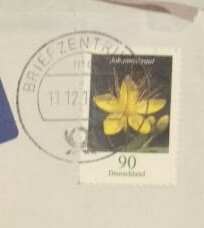 BRIEFZENTRUM
11.12.1
Johanniskraut
90
Deutschland